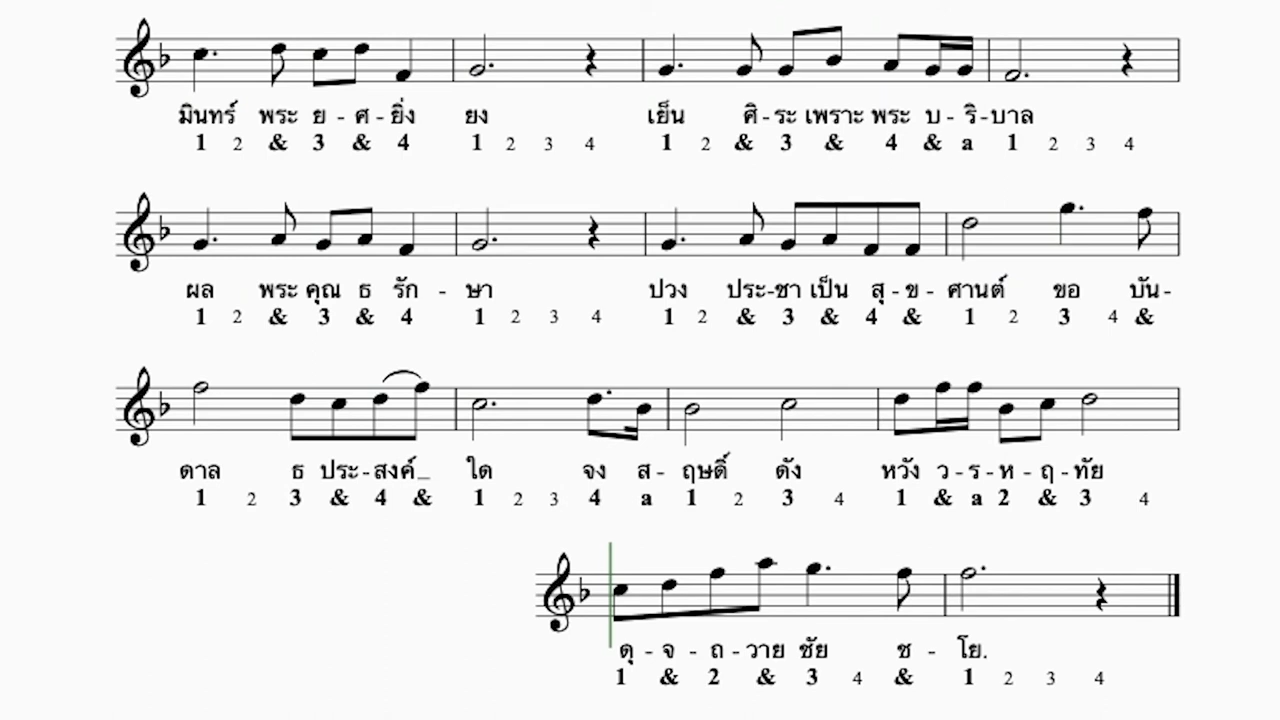 มินทร์ พระ ย - ศ - ยิ่ง ยง เย็น ศิ - ระ เพราะ พระ บ - ริ - บาล
1 2 & 3 & 4 1 2 3 4 1 2 & 3 & 4 & a 1 2 3 4
ผล พระ คุณ ธ รัก - ษา ปวง ประ-ชา เป็น สุ - ข - ศานต์ ขอ บัน-
1 2 & 3 & 4 1 2 3 4 1 2 & 3 & 4 & 1 2 3 4 &
ดาล ธ ประ-สงค์_ ใด จง ส - ฤษดิ์ ดัง หวัง ว - ร - ห - ฤ - ทัย
1 2 3 & 4 & 1 2 3 4 a 1 2 3 4 1 & a 2 & 3 4
ดุ - จ - ถ - วาย ชัย ช - โย.
1 & 2 & 3 4 & 1 2 3 4